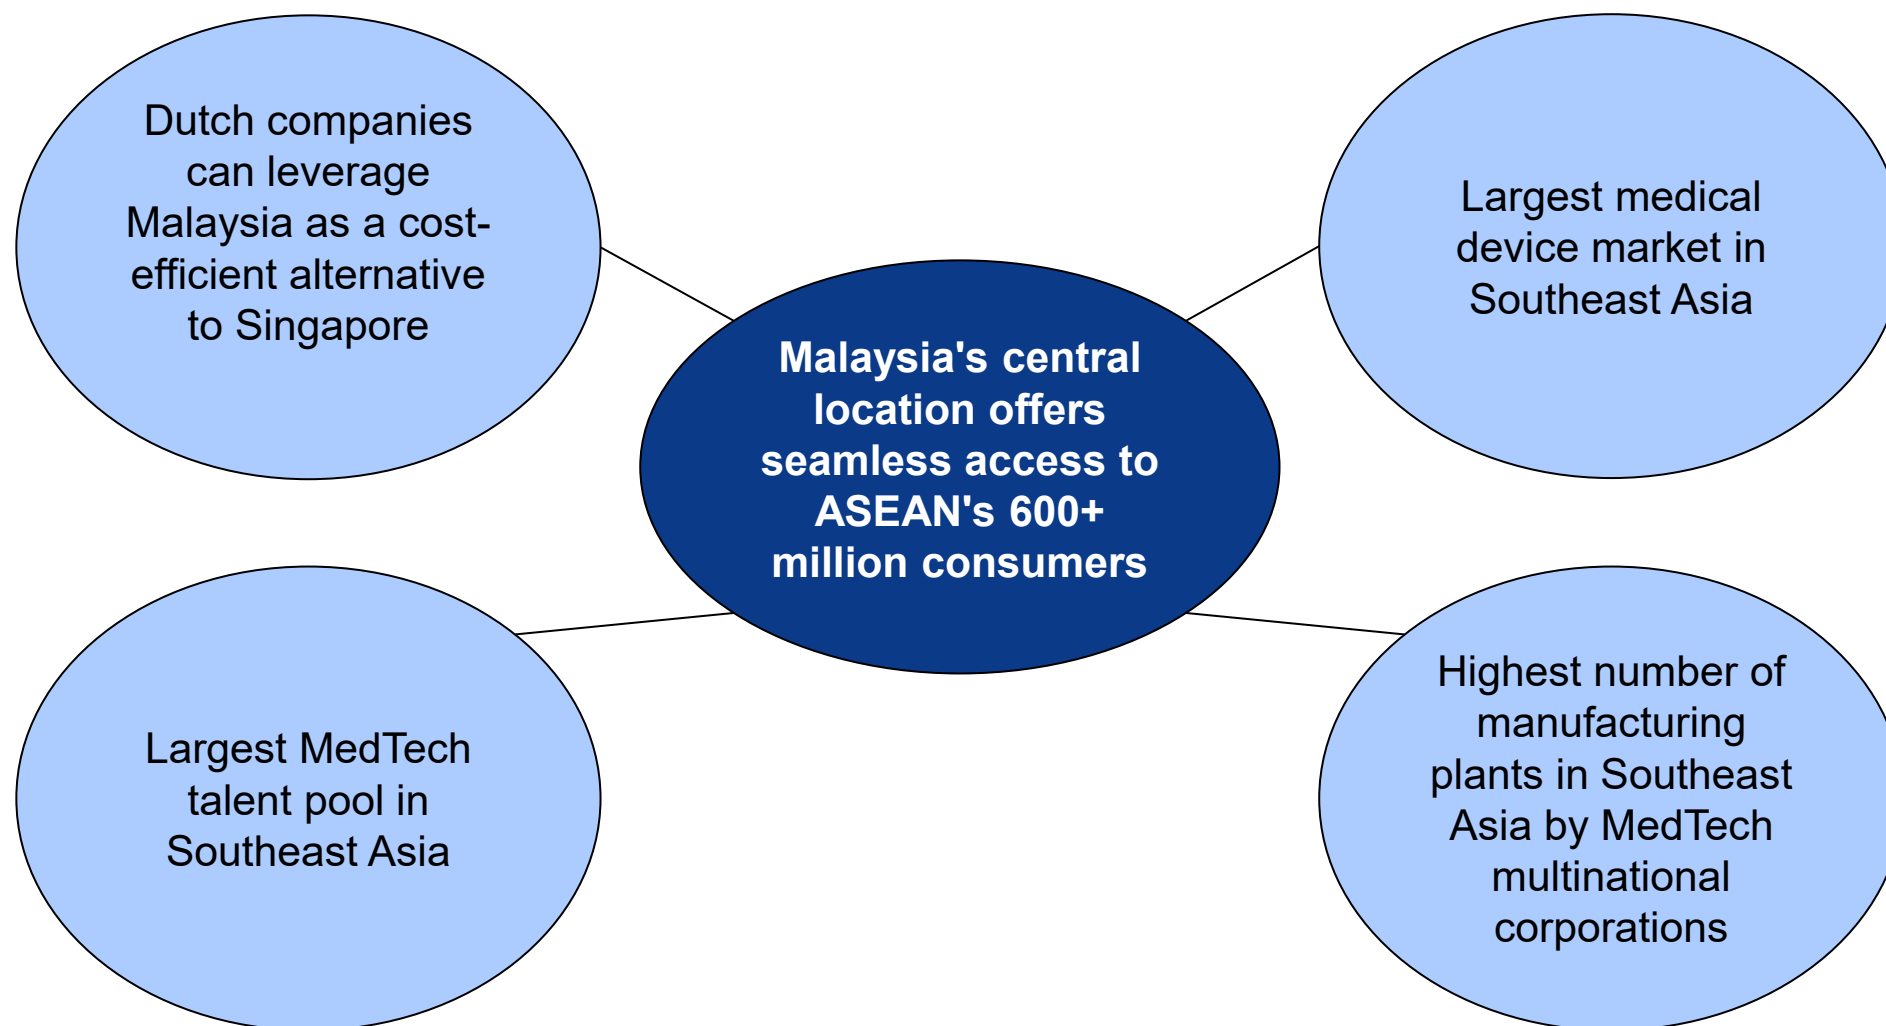 Dutch companies
can leverage
Malaysia as a cost-
efficient alternative
to Singapore
Largest medical
device market in
Southeast Asia
Malaysia's central
location offers
seamless access to
ASEAN's 600+
million consumers
Largest MedTech
talent pool in
Southeast Asia
Highest number of
manufacturing
plants in Southeast
Asia by MedTech
multinational
corporations